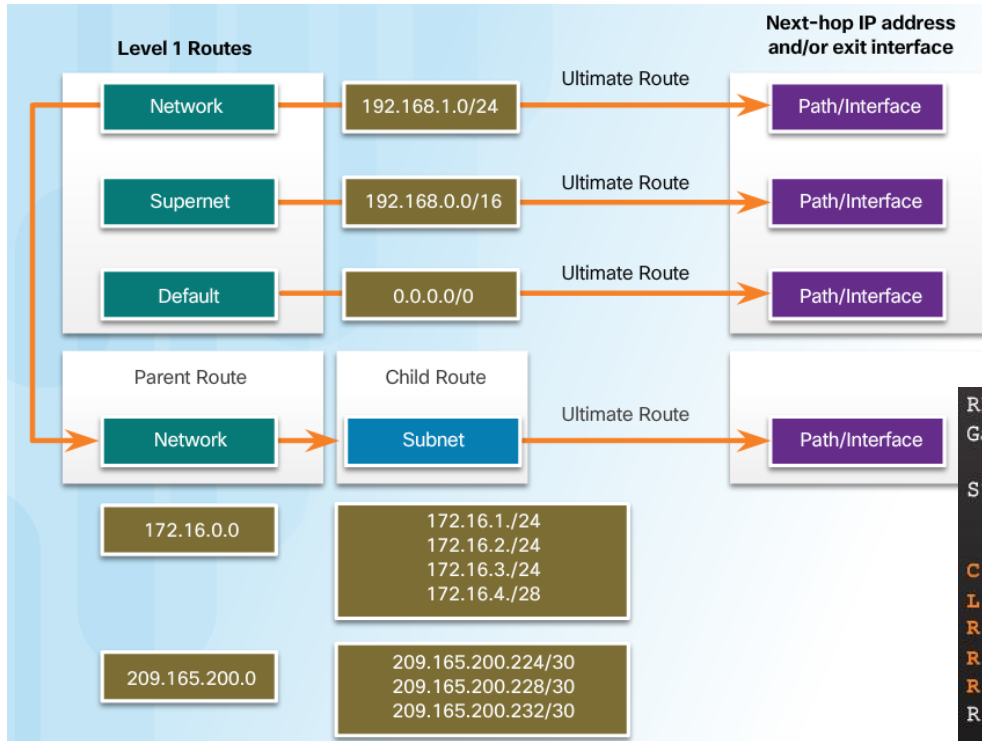 Level 1 Routes
Next-hop IP address
and/or exit interface
Network
192.168.1.0/24
Ultimate Route
Path/Interface
Supernet
192.168.0.0/16
Ultimate Route
Path/Interface
Default
0.0.0.0/0
Ultimate Route
Path/Interface
Parent Route
Child Route
Network
Subnet
Ultimate Route
Path/Interface
172.16.0.0
172.16.1./24
172.16.2./24
172.16.3./24
172.16.4./28
209.165.200.0
209.165.200.224/30
209.165.200.228/30
209.165.200.232/30
R
G
S
C
L
R
R
R
R